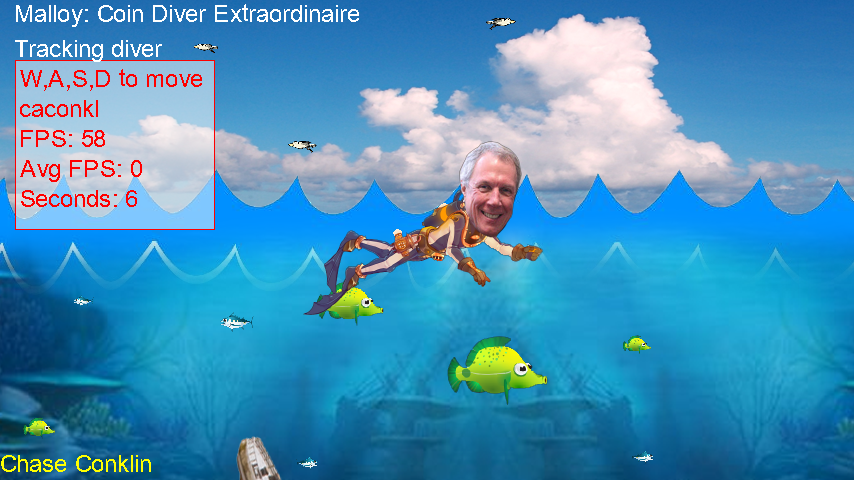 Malloy: Coin Diver Extraordinaire
Tracking diver
W,A,S,D to move
caconkl
FPS: 58
Avg FPS: 0
Seconds: 6
Chase Conklin